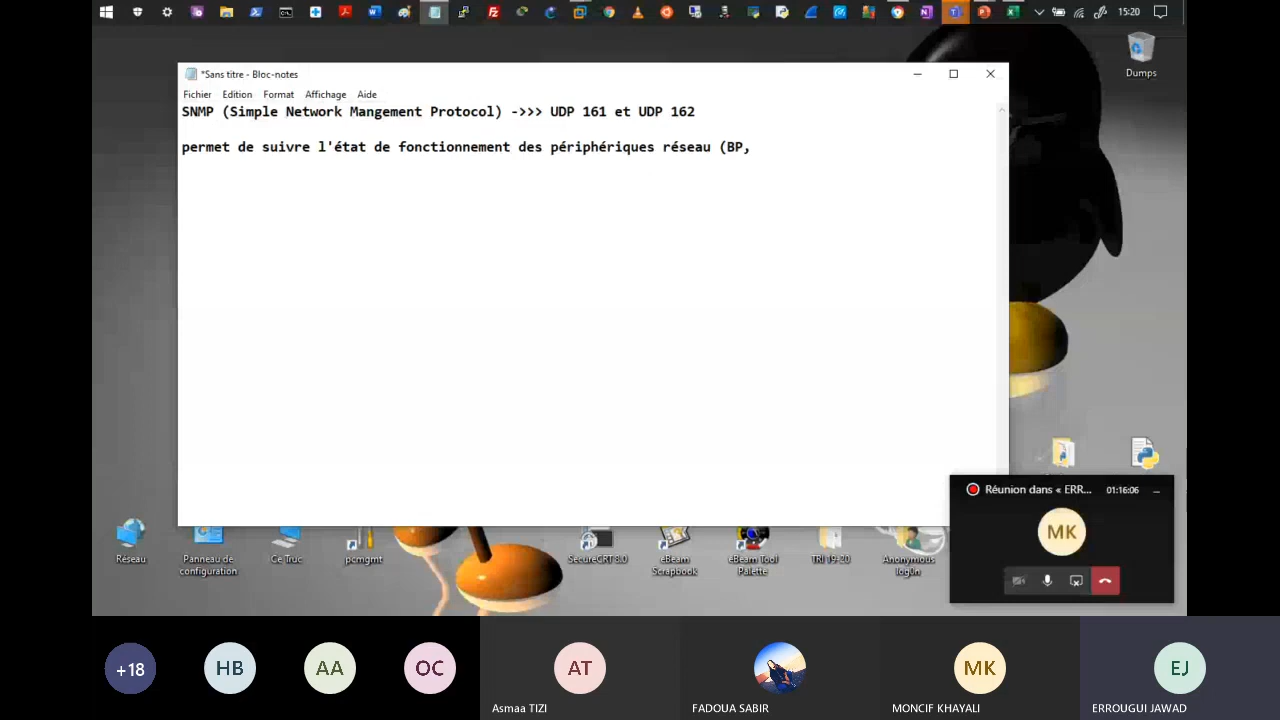 15:20
Dumps
*Sans titre - Bloc-notes
Fichier Edition Format Affichage Aide
SNMP (Simple Network Mangement Protocol) ->>> UDP 161 et UDP 162
permet de suivre l'état de fonctionnement des périphériques réseau (BP,
Réunion dans « ERR... 01:16:06
MK
Réseau
Panneau de configuration
Ce Truc
pcmgmt
SecureCRT 8.0
eBeam Scrapbook
eBeam Tool Palette
TRI 19-20
Anonymous log0n
+18 HB AA OC AT MK EJ
Asmaa TIZI FADOUA SABIR MONCIF KHAYALI ERROUGUI JAWAD